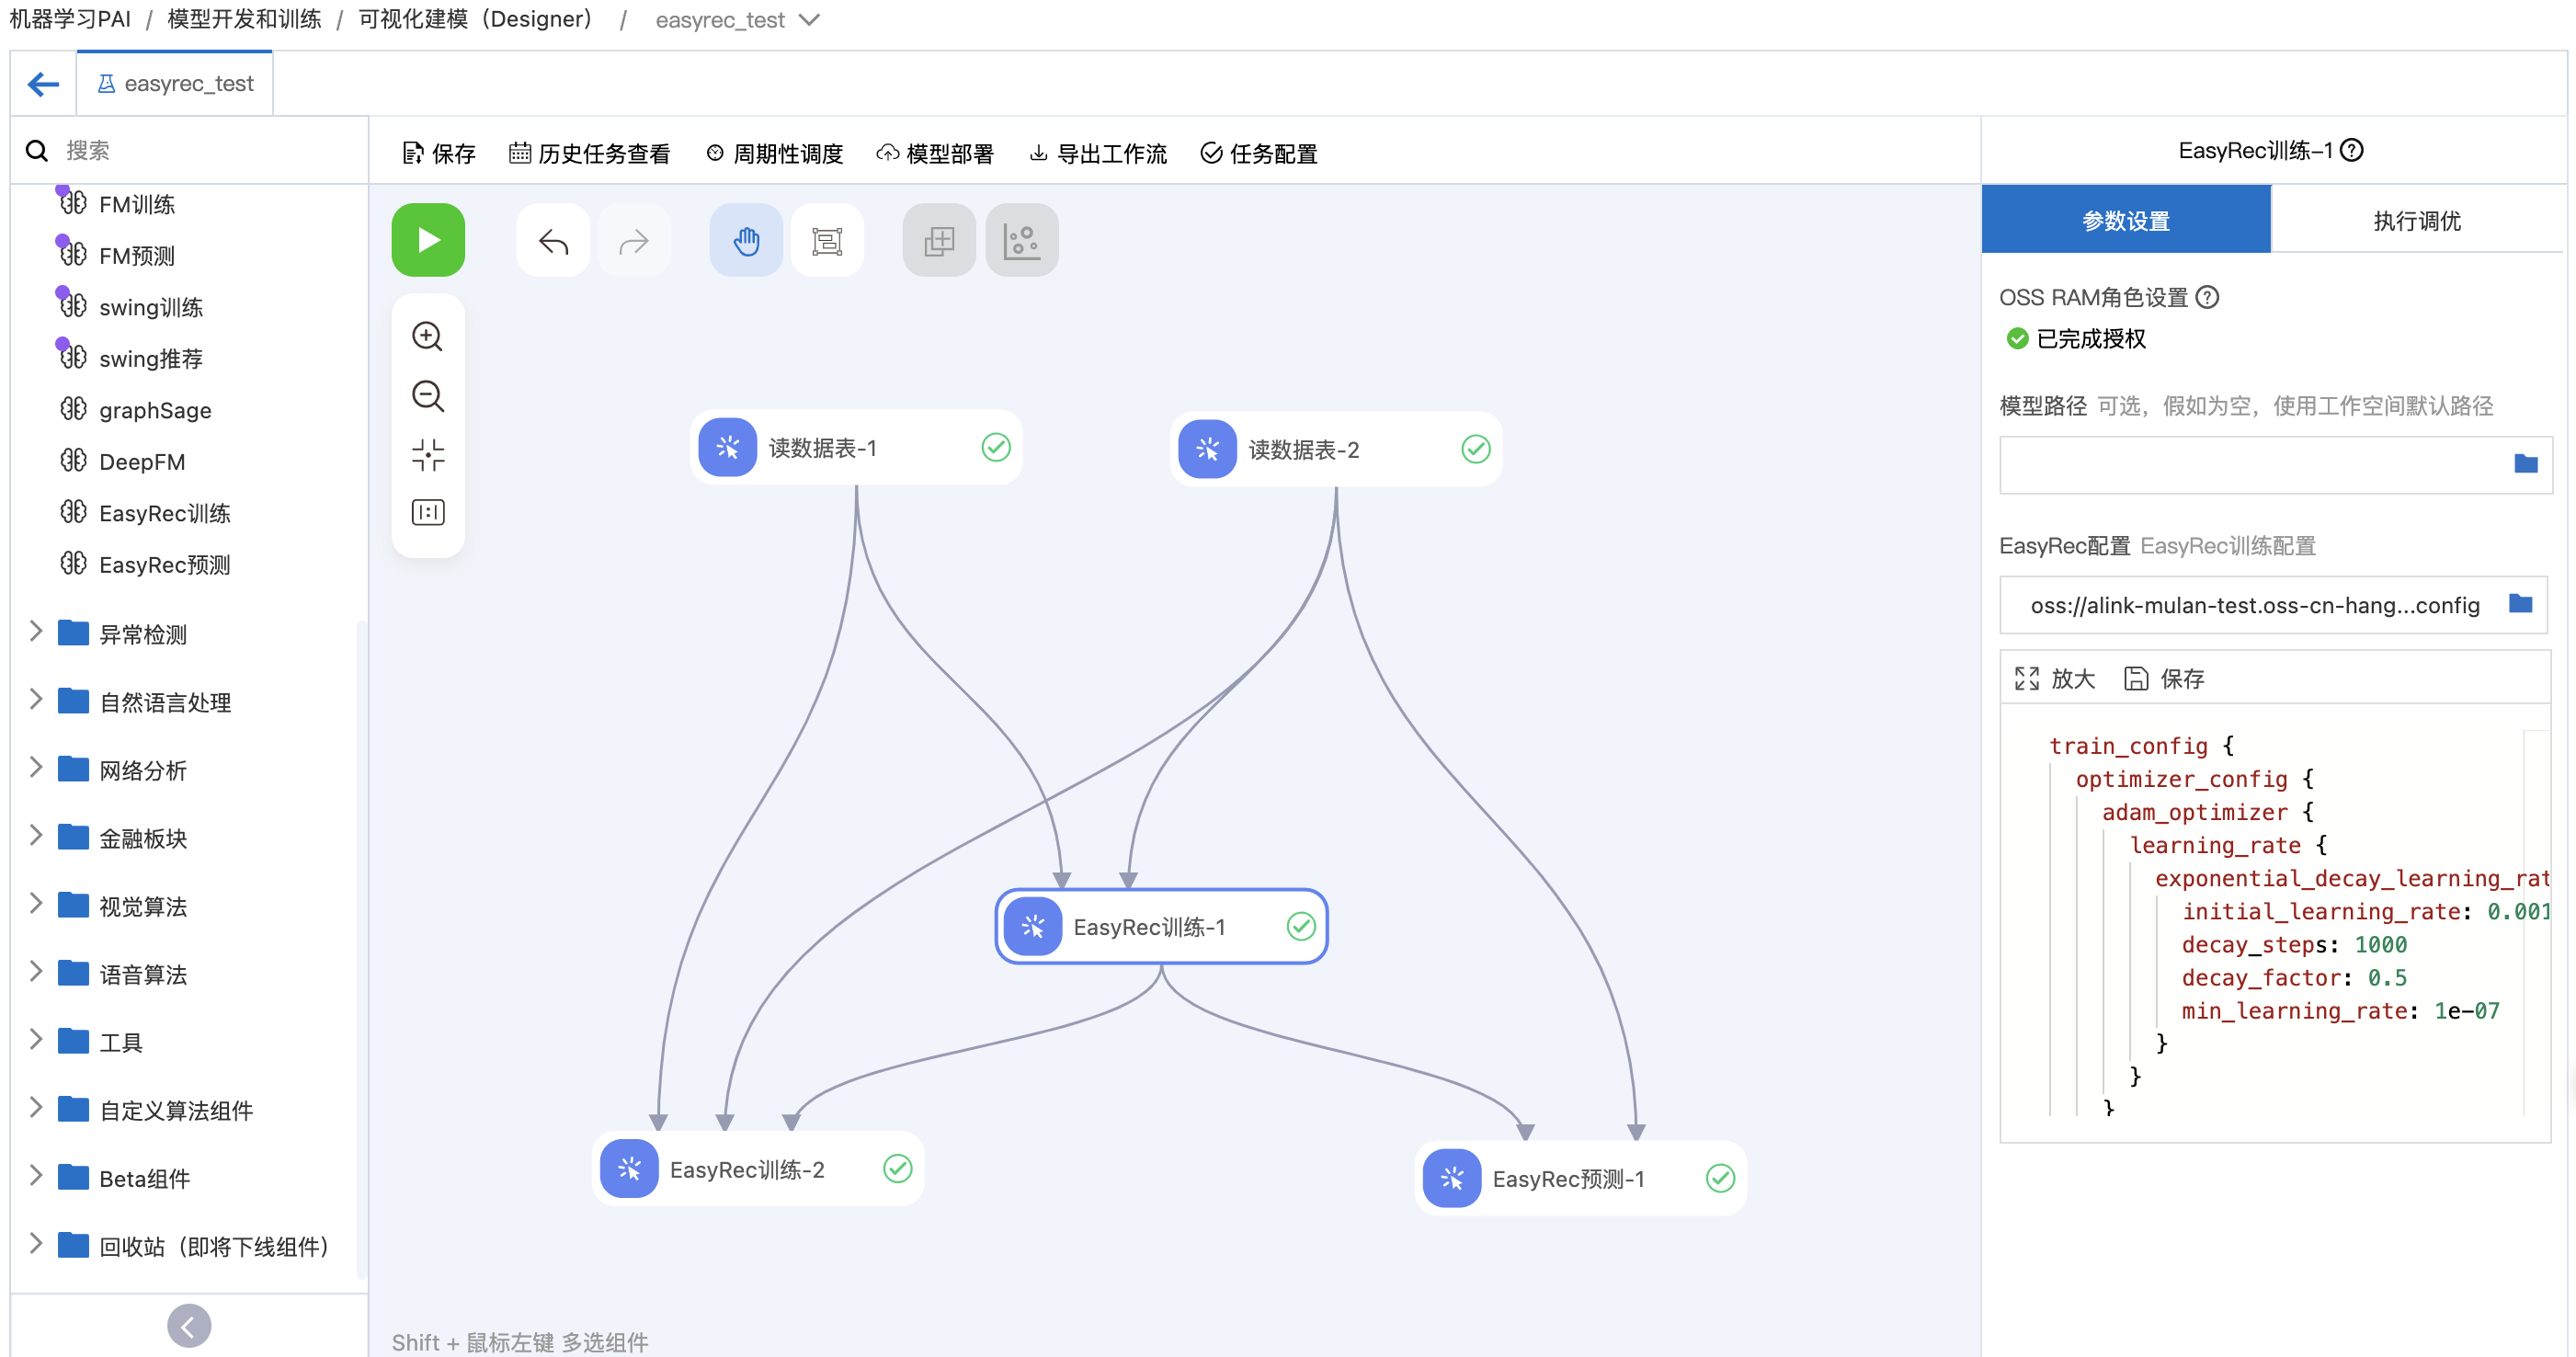 机器学习PAI / 模型开发和训练 / 可视化建模（Designer） / easyrec_test
easyrec_test
搜索
保存 历史任务查看 周期性调度 模型部署 导出工作流 任务配置
FM训练
FM预测
swing训练
swing推荐
graphSage
DeepFM
EasyRec训练
EasyRec预测
异常检测
自然语言处理
网络分析
金融板块
视觉算法
语音算法
工具
自定义算法组件
Beta组件
回收站（即将下线组件）
读数据表-1
读数据表-2
EasyRec训练-1
EasyRec训练-2
EasyRec预测-1
Shift + 鼠标左键 多选组件
EasyRec训练-1
参数设置 执行调优
OSS RAM角色设置
已完成授权
模型路径 可选，假如为空，使用工作空间默认路径
EasyRec配置 EasyRec训练配置
oss://alink-mulan-test.oss-cn-hang...config
放大 保存
train_config {
optimizer_config {
adam_optimizer {
learning_rate {
exponential_decay_learning_rat
initial_learning_rate: 0.001
decay_steps: 1000
decay_factor: 0.5
min_learning_rate: 1e-07
}
}
}